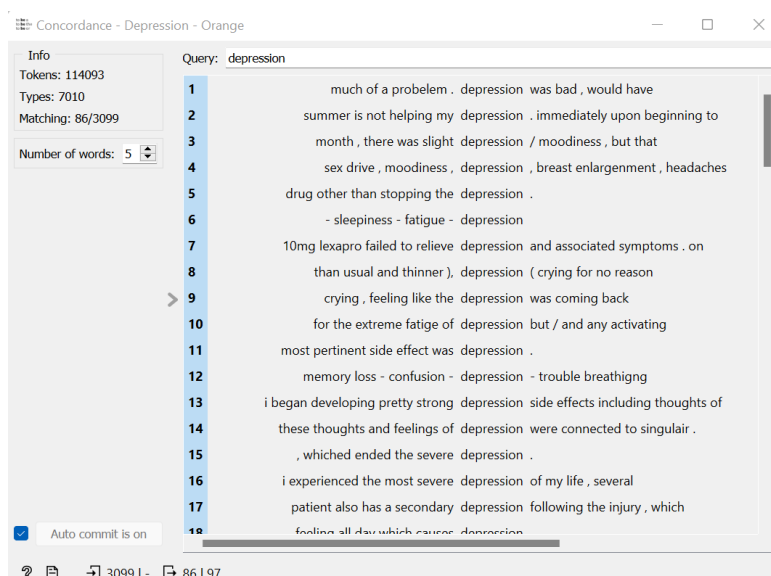 Concordance - Depression - Orange
Info
Tokens: 114093
Types: 7010
Matching: 86/3099
Number of words: 5
Query: depression
1 much of a probelem . depression was bad , would have
2 summer is not helping my depression . immediately upon beginning to
3 month , there was slight depression / moodiness , but that
4 sex drive , moodiness , depression , breast enlargenment , headaches
5 drug other than stopping the depression .
6 - sleepiness - fatigue - depression
7 10mg lexapro failed to relieve depression and associated symptoms . on
8 than usual and thinner ), depression ( crying for no reason
9 crying , feeling like the depression was coming back
10 for the extreme fatige of depression but / and any activating
11 most pertinent side effect was depression .
12 memory loss - confusion - depression - trouble breathigng
13 i began developing pretty strong depression side effects including thoughts of
14 these thoughts and feelings of depression were connected to singulair .
15 , whiched ended the severe depression .
16 i experienced the most severe depression of my life , several
17 patient also has a secondary depression following the injury , which
18 feeling all day which causes depression
Auto commit is on
? 3099 | - 86 | 97